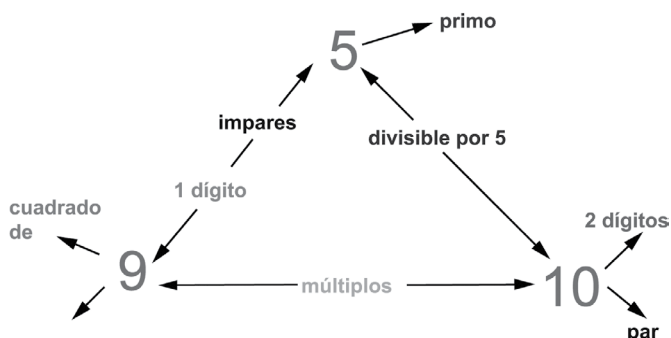 primo
5
impares
divisible por 5
1 dígito
cuadrado
de
2 dígitos
9
múltiplos
10
par